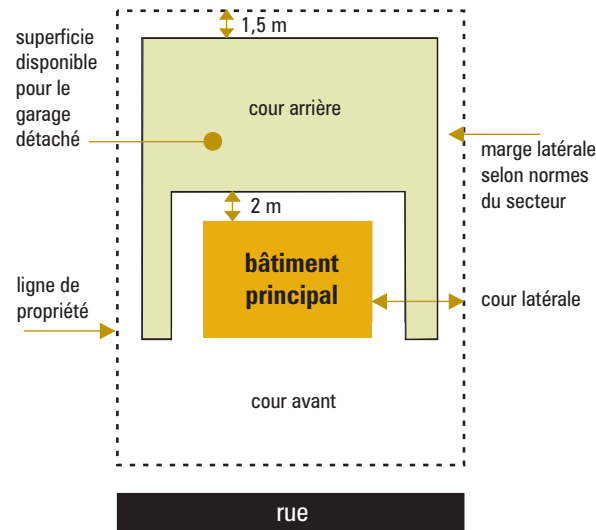 superficie
disponible
pour le
garage
détaché
1,5 m
cour arrière
marge latérale
selon normes
du secteur
2 m
bâtiment
principal
ligne de
propriété
cour latérale
cour avant
rue